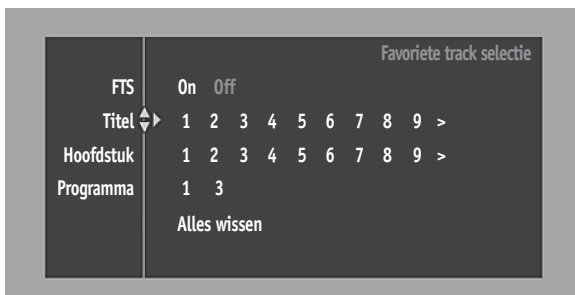 Favoriete track selectie
FTS On Off
Titel 1 2 3 4 5 6 7 8 9 >
Hoofdstuk 1 2 3 4 5 6 7 8 9 >
Programma 1 3
Alles wissen